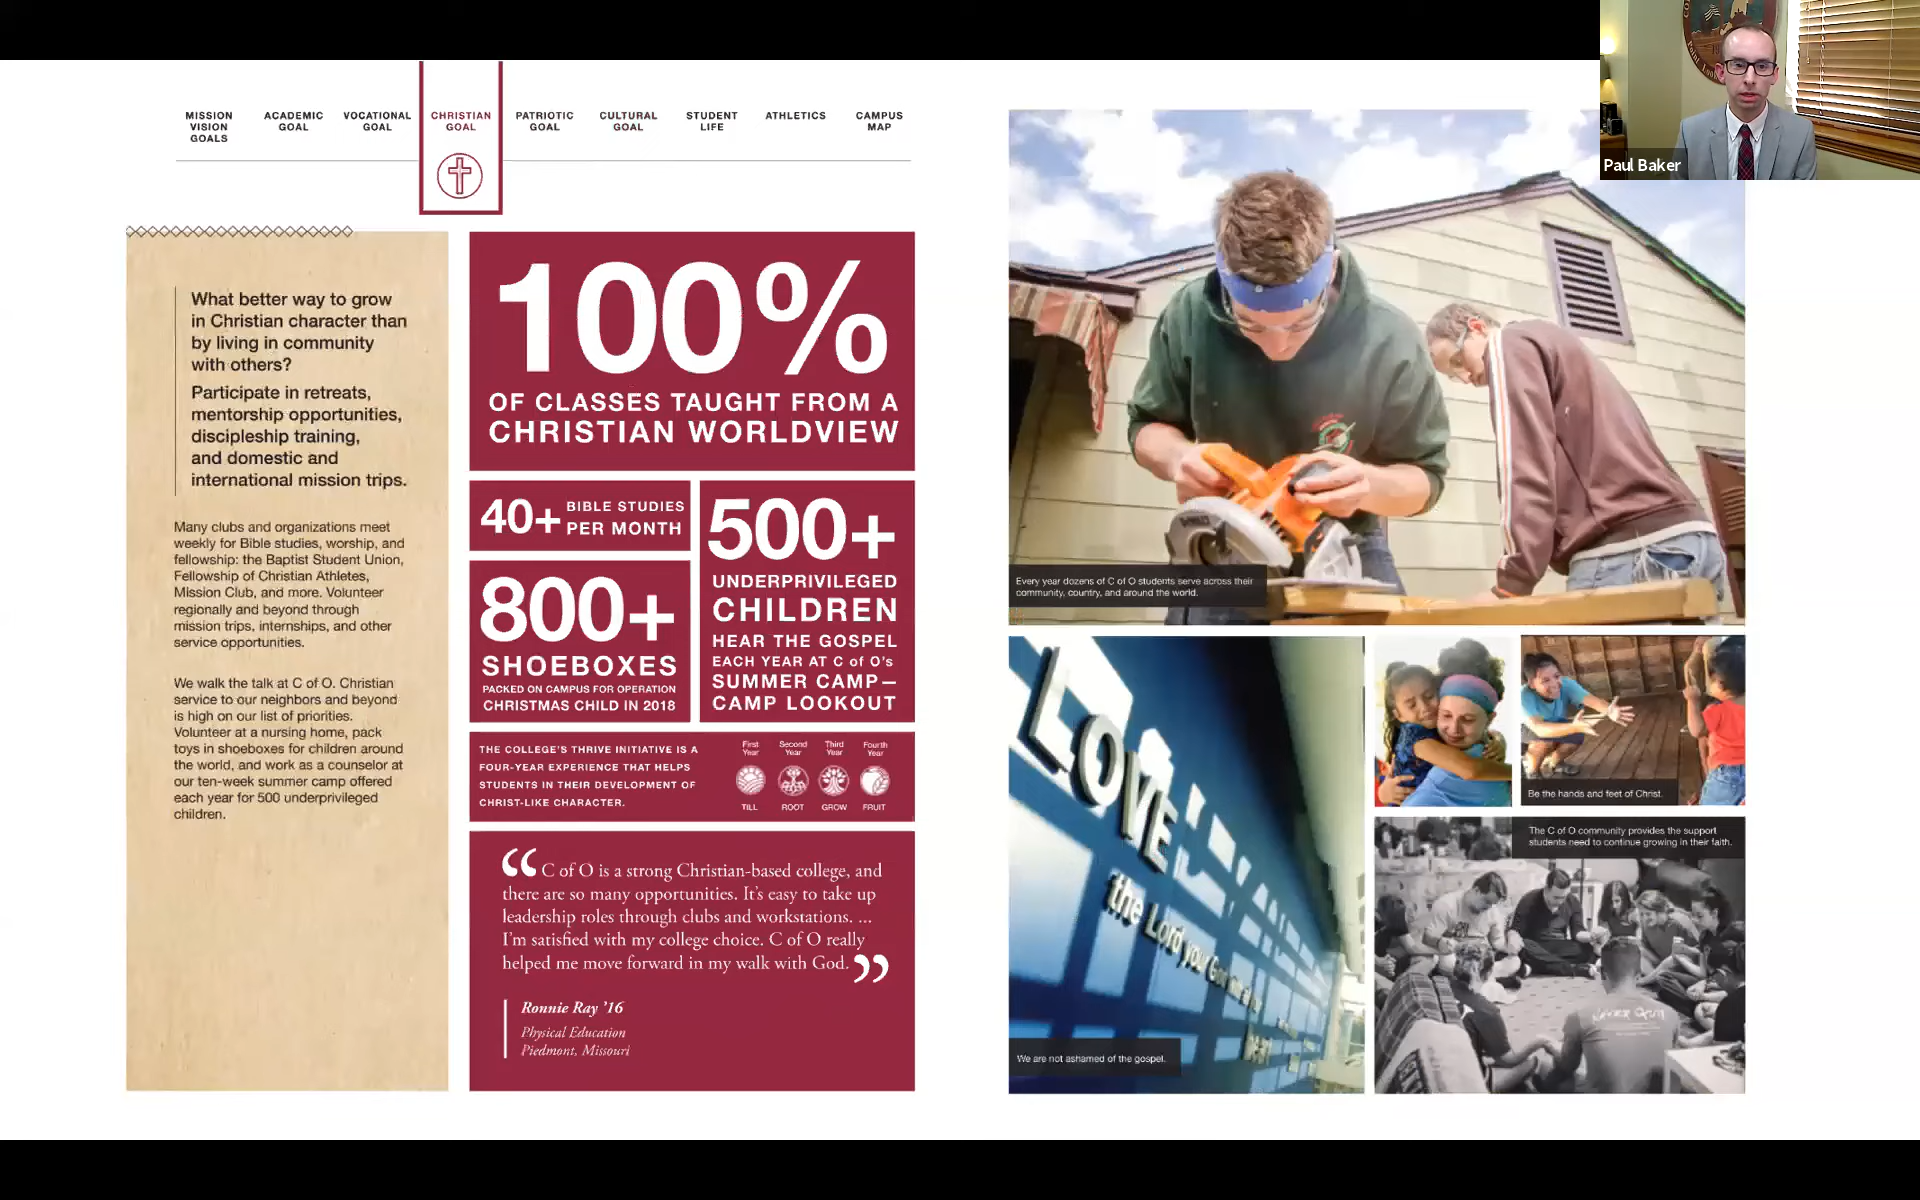 MISSION
VISION
GOALS
ACADEMIC
GOAL
VOCATIONAL
GOAL
CHRISTIAN
GOAL
PATRIOTIC
GOAL
CULTURAL
GOAL
STUDENT
LIFE
ATHLETICS
CAMPUS
MAP
What better way to grow
in Christian character than
by living in community
with others?
Participate in retreats,
mentorship opportunities,
discipleship training,
and domestic and
international mission trips.
Many clubs and organizations meet
weekly for Bible studies, worship, and
fellowship: the Baptist Student Union,
Fellowship of Christian Athletes,
Mission Club, and more. Volunteer
regionally and beyond through
mission trips, internships, and other
service opportunities.
We walk the talk at C of O. Christian
service to our neighbors and beyond
is high on our list of priorities.
Volunteer at a nursing home, pack
toys in shoeboxes for children around
the world, and work as a counselor at
our ten-week summer camp offered
each year for 500 underprivileged
children.
100%
OF CLASSES TAUGHT FROM A
CHRISTIAN WORLDVIEW
40+ BIBLE STUDIES
PER MONTH
800+
SHOEBOXES
PACKED ON CAMPUS FOR OPERATION
CHRISTMAS CHILD IN 2018
500+
UNDERPRIVILEGED
CHILDREN
HEAR THE GOSPEL
EACH YEAR AT C of O's
SUMMER CAMP—
CAMP LOOKOUT
THE COLLEGE'S THRIVE INITIATIVE IS A
FOUR-YEAR EXPERIENCE THAT HELPS
STUDENTS IN THEIR DEVELOPMENT OF
CHRIST-LIKE CHARACTER.
First
Year
TILL
Second
Year
ROOT
Third
Year
GROW
Fourth
Year
FRUIT
“C of O is a strong Christian-based college, and
there are so many opportunities. It's easy to take up
leadership roles through clubs and workstations. ...
I'm satisfied with my college choice. C of O really
helped me move forward in my walk with God.”
Ronnie Ray ’16
Physical Education
Piedmont, Missouri
Paul Baker
Every year dozens of C of O students serve across their
community, country, and around the world.
LOVE
the Lord your God
We are not ashamed of the gospel.
Be the hands and feet of Christ.
The C of O community provides the support
students need to continue growing in their faith.